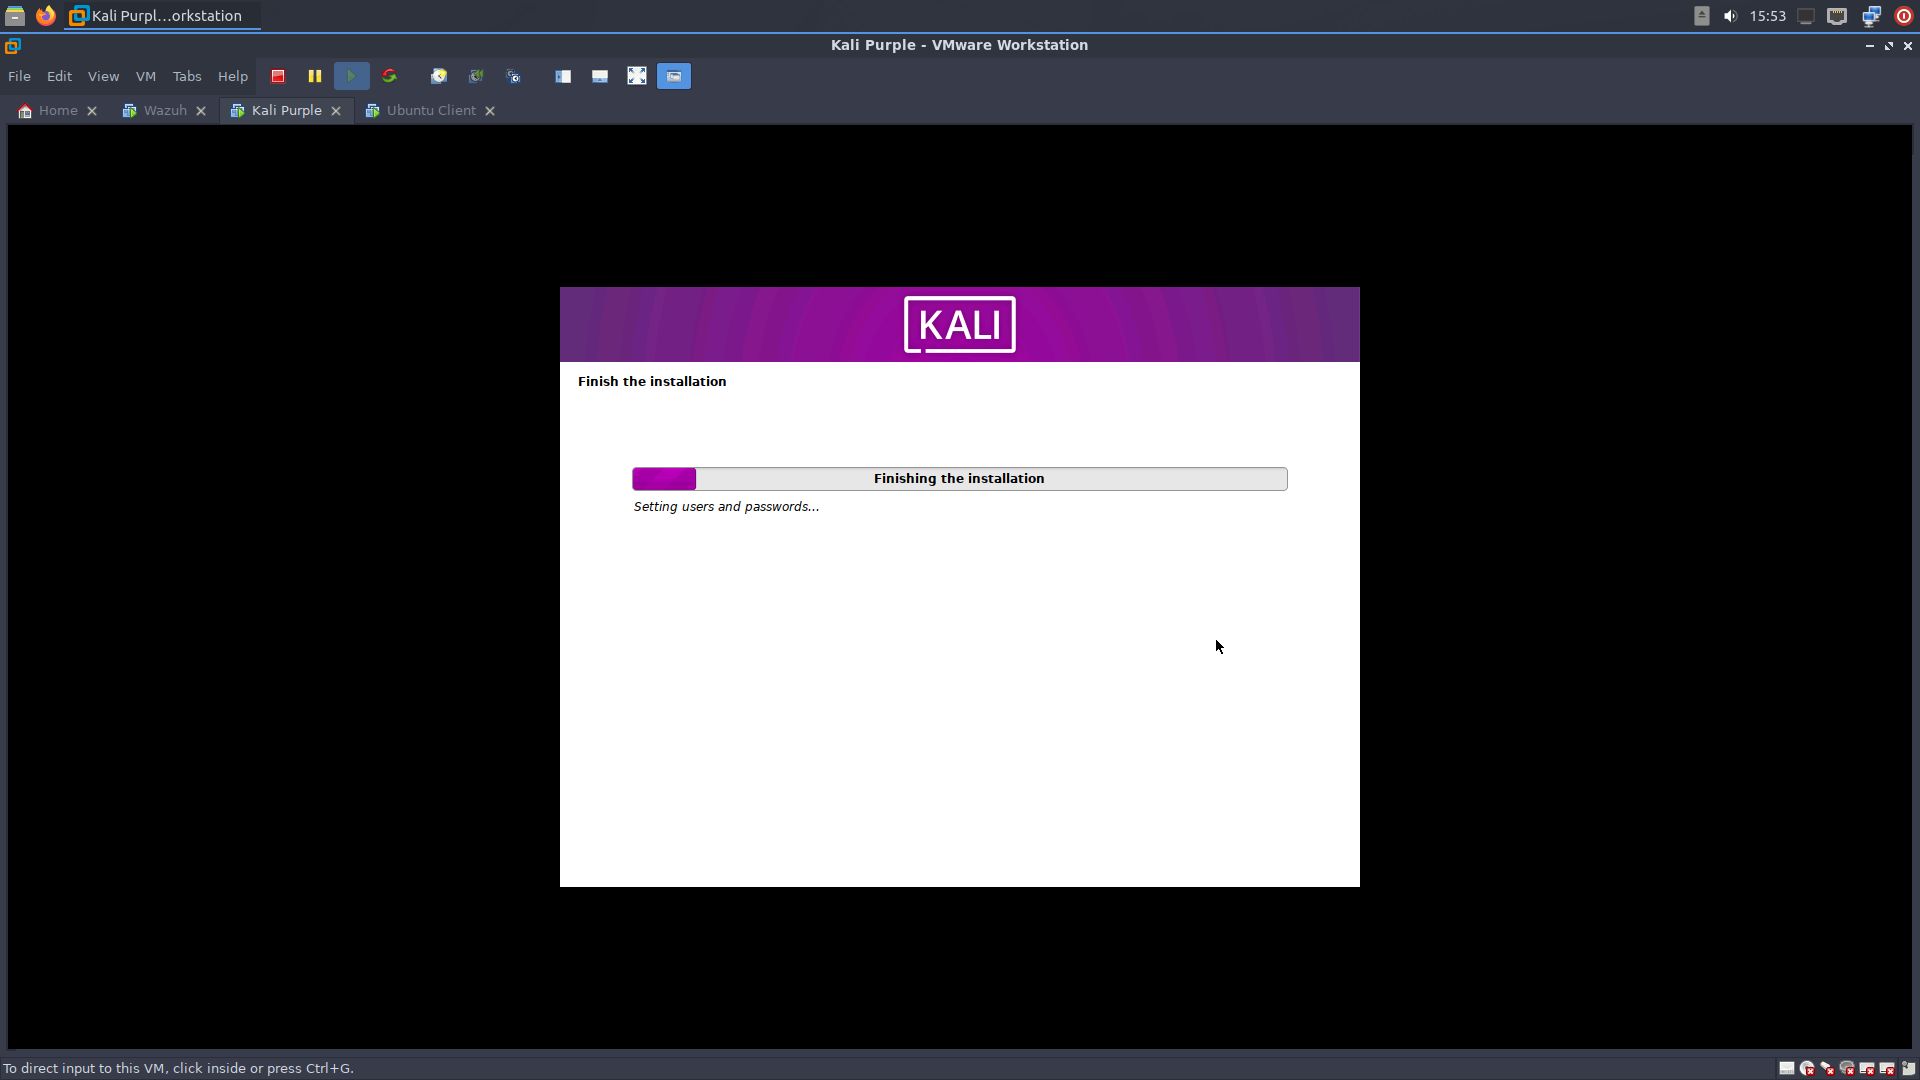 Kali Purpl...orkstation
15:53
Kali Purple - VMware Workstation
File Edit View VM Tabs Help
Home Wazuh Kali Purple Ubuntu Client
KALI
Finish the installation
Finishing the installation
Setting users and passwords...
To direct input to this VM, click inside or press Ctrl+G.